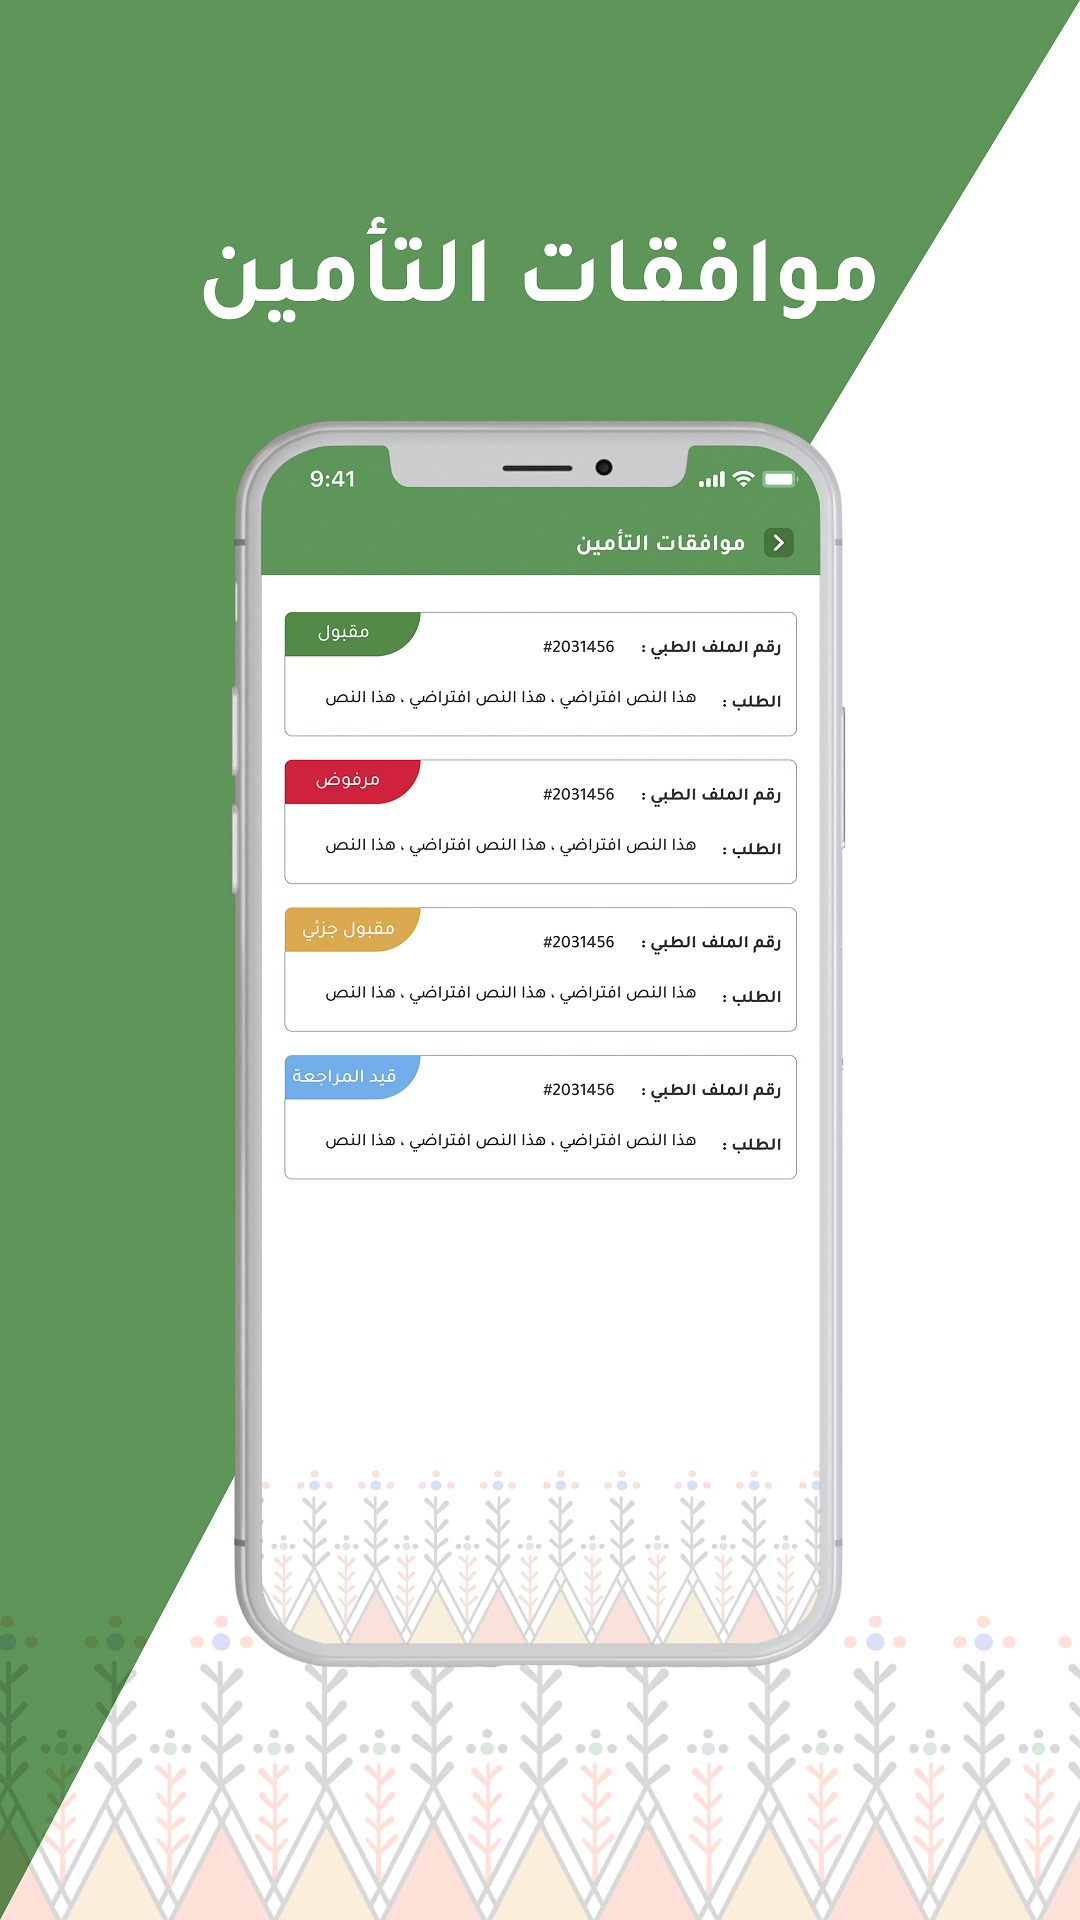 موافقات التأمين
9:41
موافقات التأمين
مقبول
رقم الملف الطبي : #2031456
الطلب : هذا النص افتراضي ، هذا النص افتراضي ، هذا النص
مرفوض
رقم الملف الطبي : #2031456
الطلب : هذا النص افتراضي ، هذا النص افتراضي ، هذا النص
مقبول جزئي
رقم الملف الطبي : #2031456
الطلب : هذا النص افتراضي ، هذا النص افتراضي ، هذا النص
قيد المراجعة
رقم الملف الطبي : #2031456
الطلب : هذا النص افتراضي ، هذا النص افتراضي ، هذا النص